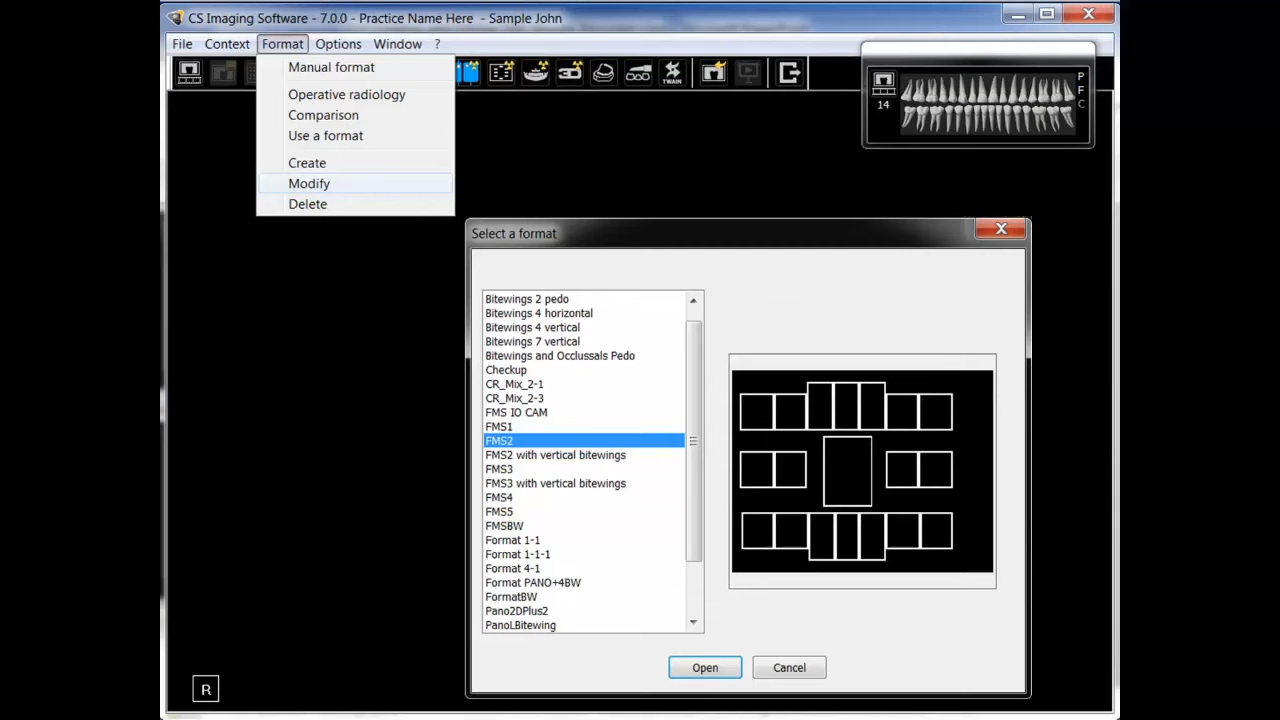 CS Imaging Software - 7.0.0 - Practice Name Here - Sample John
File Context Format Options Window ?
Manual format
Operative radiology
Comparison
Use a format
Create
Modify
Delete
TWAIN
14
P
F
C
Select a format
Bitewings 2 pedo
Bitewings 4 horizontal
Bitewings 4 vertical
Bitewings 7 vertical
Bitewings and Occlussals Pedo
Checkup
CR_Mix_2-1
CR_Mix_2-3
FMS IO CAM
FMS1
FMS2
FMS2 with vertical bitewings
FMS3
FMS3 with vertical bitewings
FMS4
FMS5
FMSBW
Format 1-1
Format 1-1-1
Format 4-1
Format PANO+4BW
FormatBW
Pano2DPlus2
PanoLBitewing
Open Cancel
R